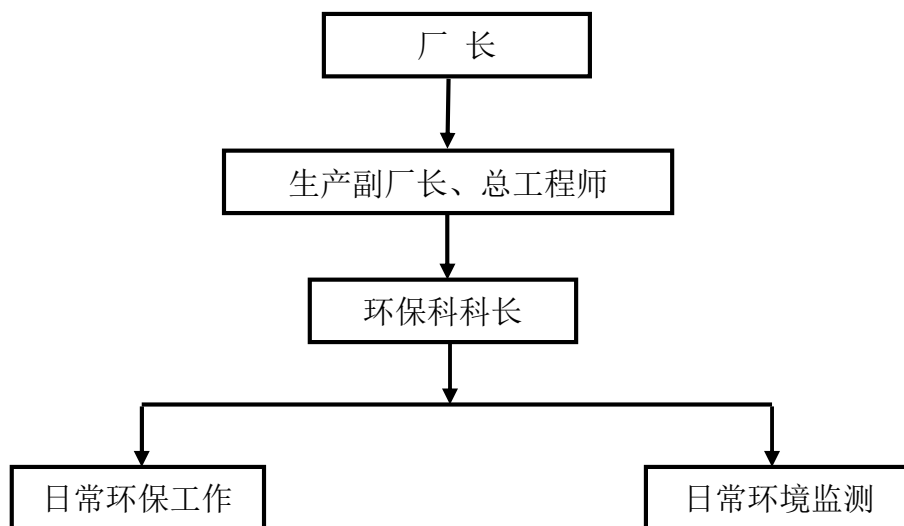 厂 长
生产副厂长、总工程师
环保科科长
日常环保工作
日常环境监测